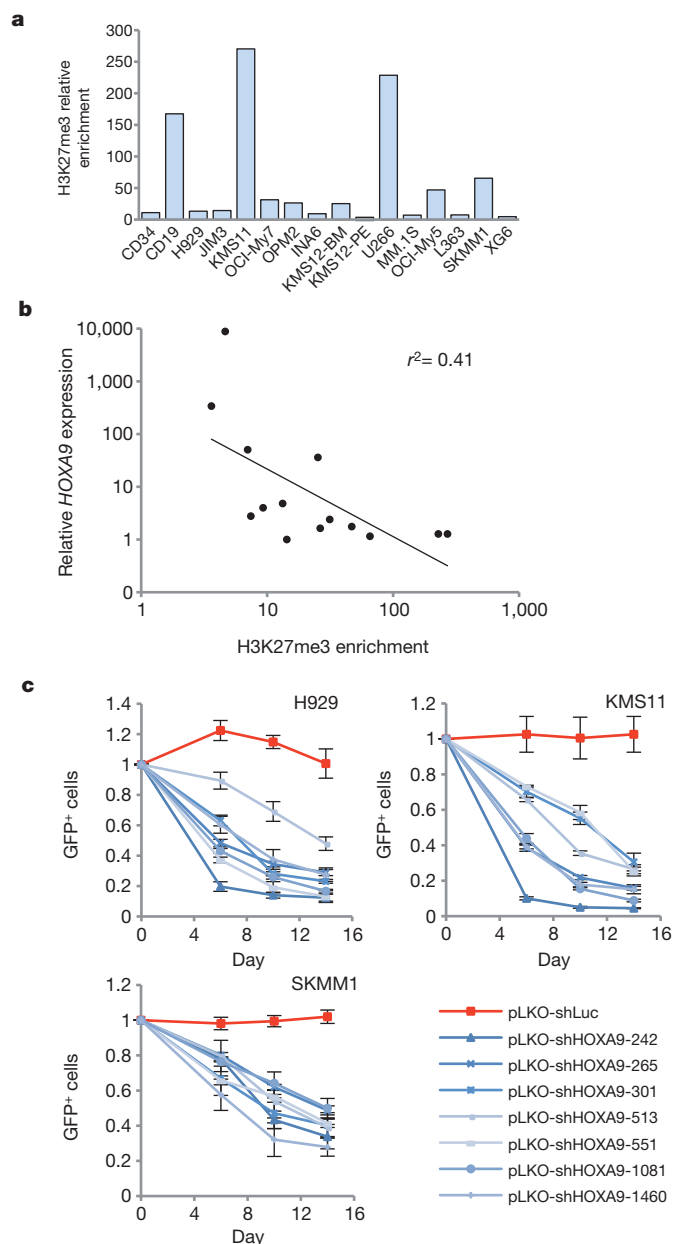 a
H3K27me3 relative
enrichment
300
250
200
150
100
50
0
CD34
CD19
H929
JIM3
KMS11
OCI-My7
OPM2
INA6
KMS12-BM
KMS12-PE
U266
MM.1S
OCI-My5
L363
SKMM1
XG6
b
Relative HOXA9 expression
10,000
1,000
100
10
1
0
r²= 0.41
1
10
100
1,000
H3K27me3 enrichment
c
H929
GFP+ cells
1.4
1.2
1
0.8
0.6
0.4
0.2
0
0
4
8
12
16
Day
KMS11
GFP+ cells
1.2
1
0.8
0.6
0.4
0.2
0
0
4
8
12
16
Day
SKMM1
GFP+ cells
1.2
1
0.8
0.6
0.4
0.2
0
0
4
8
12
16
Day
pLKO-shLuc
pLKO-shHOXA9-242
pLKO-shHOXA9-265
pLKO-shHOXA9-301
pLKO-shHOXA9-513
pLKO-shHOXA9-551
pLKO-shHOXA9-1081
pLKO-shHOXA9-1460